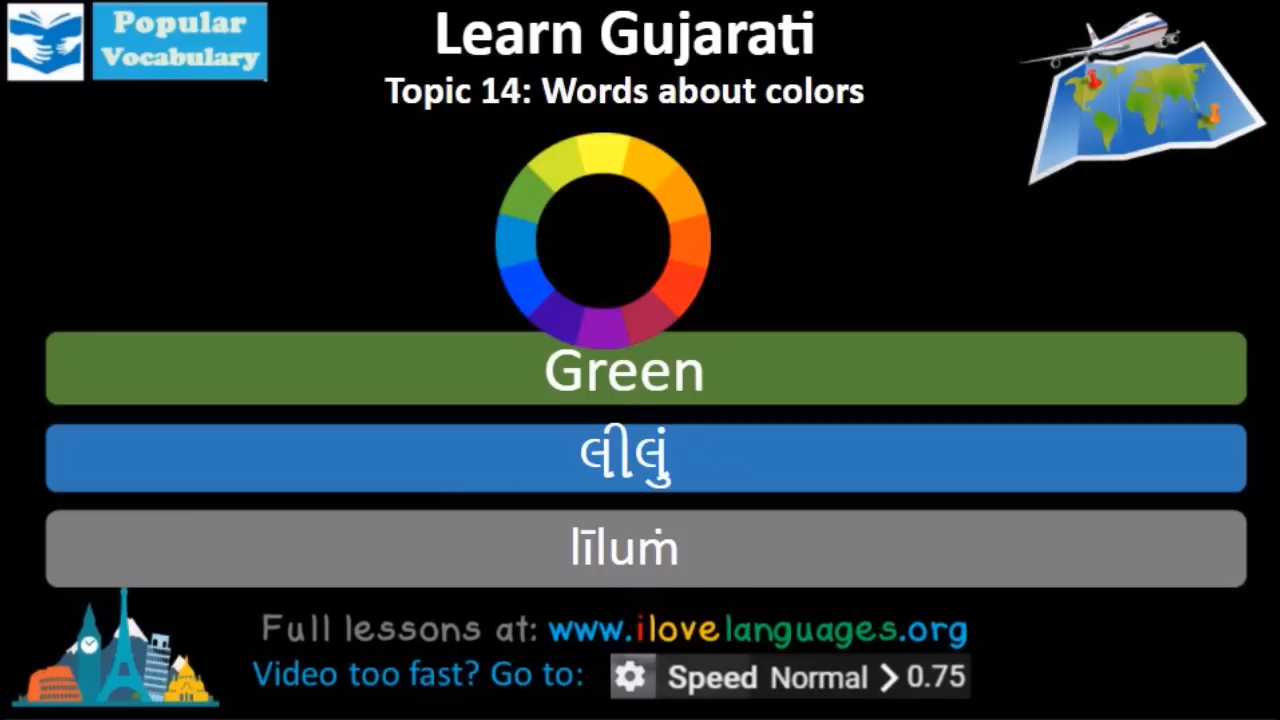 Popular
Vocabulary
Learn Gujarati
Topic 14: Words about colors
Green
લીલું
līluṁ
Full lessons at: www.ilovelanguages.org
Video too fast? Go to: Speed Normal > 0.75